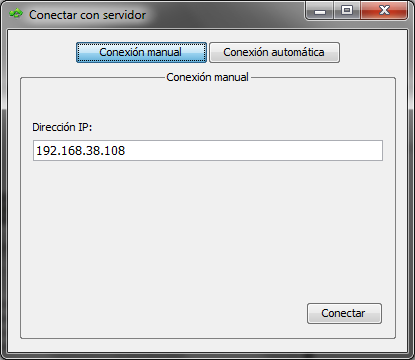 Conectar con servidor
Conexión manual
Conexión automática
Conexión manual
Dirección IP:
192.168.38.108
Conectar